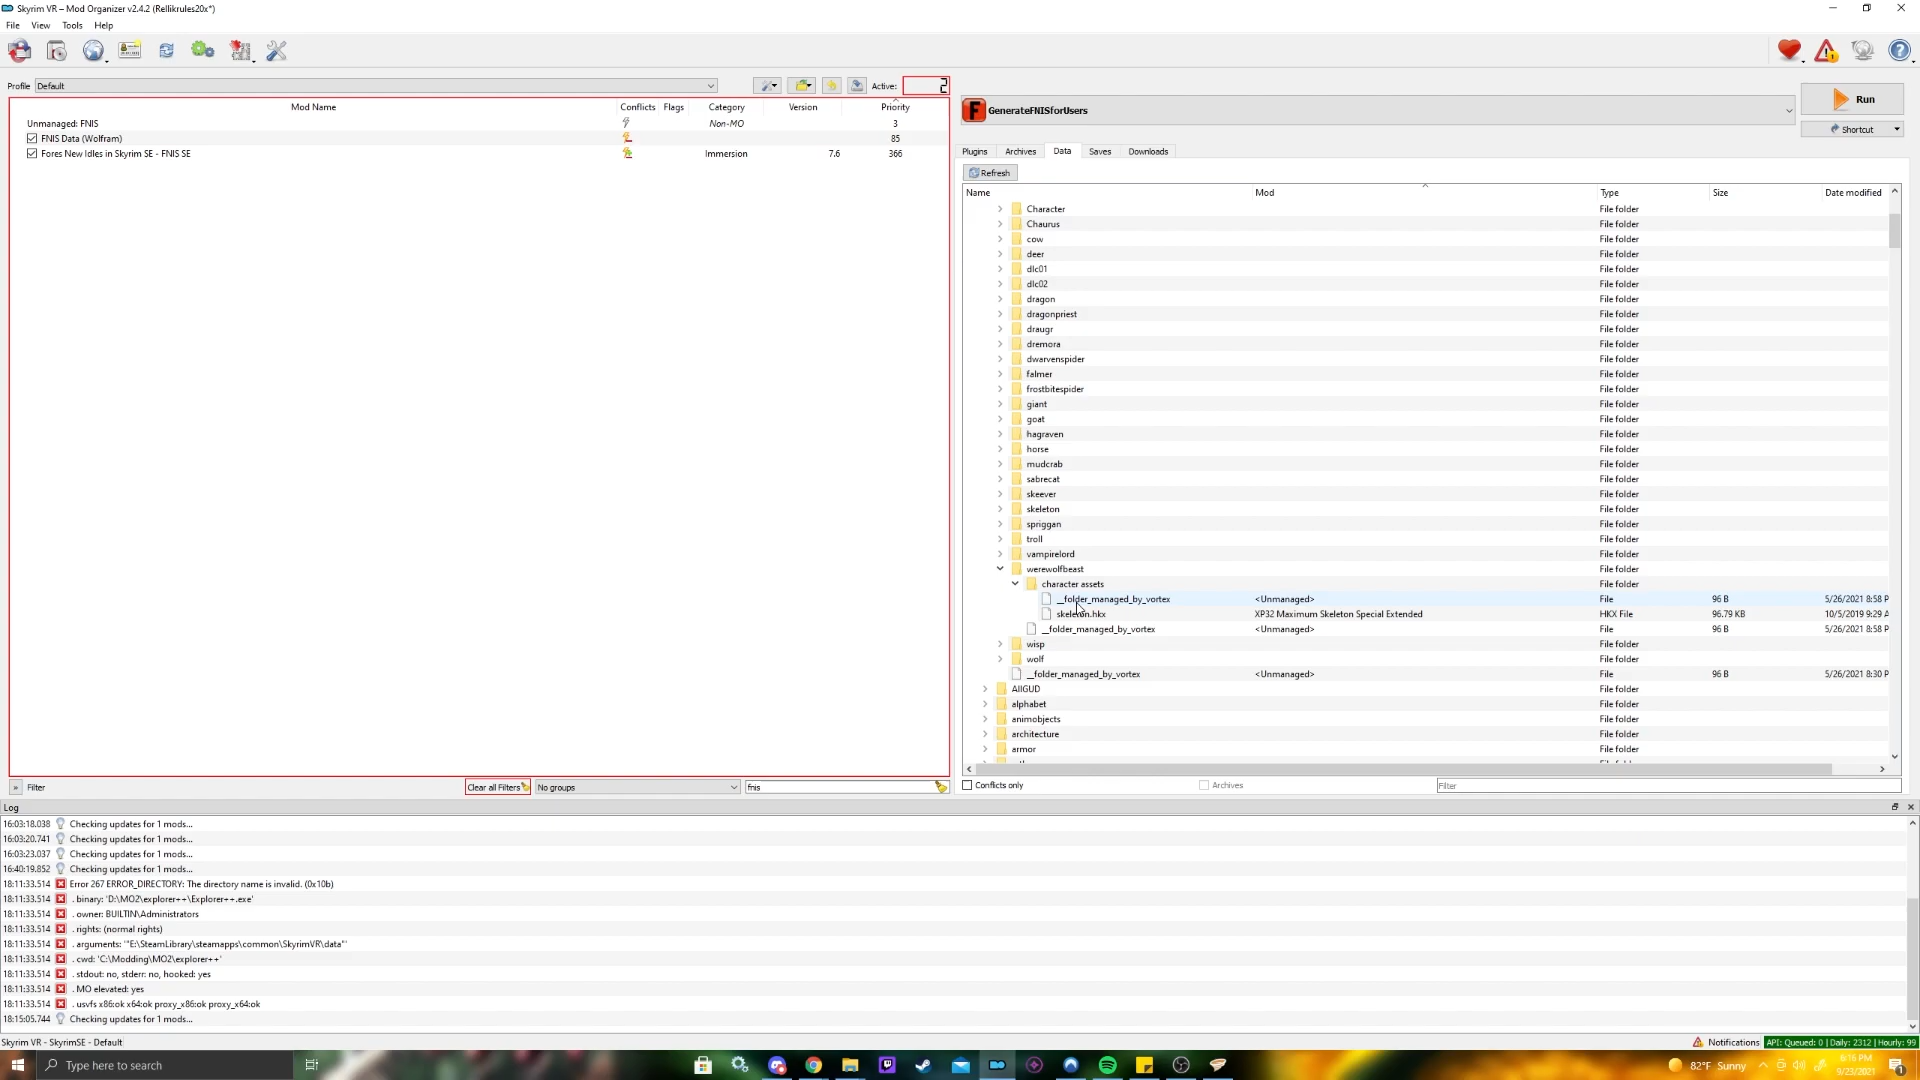 Skyrim VR – Mod Organizer v2.4.2 (Rellikrules20x*)
File View Tools Help
Profile Default Active: 2
Mod Name Conflicts Flags Category Version Priority
Unmanaged: FNIS Non-MO 3
FNIS Data (Wolfram) 85
Fores New Idles in Skyrim SE - FNIS SE Immersion 7.6 366
GenerateFNISforUsers
Run
Shortcut
Plugins Archives Data Saves Downloads
Refresh
Name Mod Type Size Date modified
Character File folder
Chaurus File folder
cow File folder
deer File folder
dlc01 File folder
dlc02 File folder
dragon File folder
dragonpriest File folder
draugr File folder
dremora File folder
dwarvenspider File folder
falmer File folder
frostbitespider File folder
giant File folder
goat File folder
hagraven File folder
horse File folder
mudcrab File folder
sabrecat File folder
skeever File folder
skeleton File folder
spriggan File folder
troll File folder
vampirelord File folder
werewolfbeast File folder
character assets File folder
__folder_managed_by_vortex <Unmanaged> File 96 B 5/26/2021 8:58 P
skeleton.hkx XP32 Maximum Skeleton Special Extended HKX File 96.79 KB 10/5/2019 9:29 A
__folder_managed_by_vortex <Unmanaged> File 96 B 5/26/2021 8:58 P
wisp File folder
wolf File folder
__folder_managed_by_vortex <Unmanaged> File 96 B 5/26/2021 8:30 P
AllGUD File folder
alphabet File folder
animobjects File folder
architecture File folder
armor File folder
Conflicts only Archives Filter
» Filter Clear all Filters No groups fnis
Log
16:03:18.038 Checking updates for 1 mods...
16:03:20.741 Checking updates for 1 mods...
16:03:23.037 Checking updates for 1 mods...
16:40:19.852 Checking updates for 1 mods...
18:11:33.514 Error 267 ERROR_DIRECTORY: The directory name is invalid. (0x10b)
18:11:33.514 . binary: 'D:\MO2\explorer++\Explorer++.exe'
18:11:33.514 . owner: BUILTIN\Administrators
18:11:33.514 . rights: (normal rights)
18:11:33.514 . arguments: '"E:\SteamLibrary\steamapps\common\SkyrimVR\data"'
18:11:33.514 . cwd: 'C:\Modding\MO2\explorer++'
18:11:33.514 . stdout: no, stderr: no, hooked: yes
18:11:33.514 . MO elevated: yes
18:11:33.514 . usvfs x86:ok x64:ok proxy_x86:ok proxy_x64:ok
18:15:05.744 Checking updates for 1 mods...
Skyrim VR - SkyrimSE - Default Notifications API: Queued: 0 | Daily: 2312 | Hourly: 99
Type here to search 82°F Sunny 6:16 PM
9/23/2021